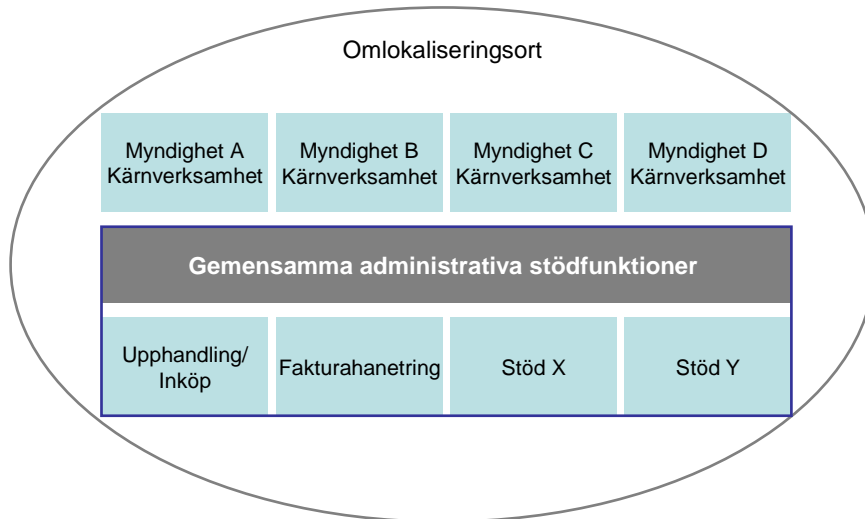 Omlokaliseringsort
Myndighet A
Kärnverksamhet
Myndighet B
Kärnverksamhet
Myndighet C
Kärnverksamhet
Myndighet D
Kärnverksamhet
Gemensamma administrativa stödfunktioner
Upphandling/
Inköp
Fakturahanetring
Stöd X
Stöd Y